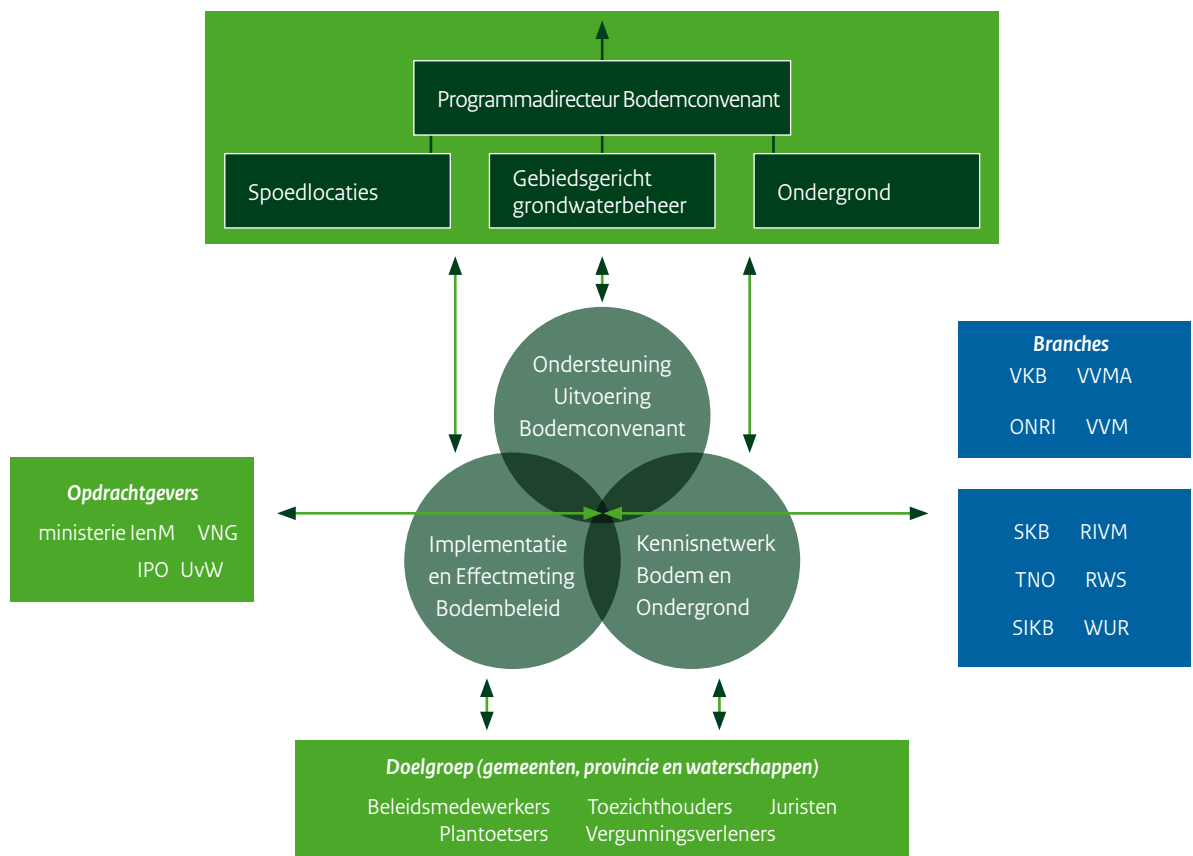 Programmadirecteur Bodemconvenant
Spoedlocaties
Gebiedsgericht
grondwaterbeheer
Ondergrond
Ondersteuning
Uitvoering
Bodemconvenant
Branches
VKB VVMA
ONRI VVM
Opdrachtgevers
ministerie IenM VNG
IPO UvW
Implementatie
en Effectmeting
Bodembeleid
Kennisnetwerk
Bodem en
Ondergrond
SKB RIVM
TNO RWS
SIKB WUR
Doelgroep (gemeenten, provincie en waterschappen)
Beleidsmedewerkers Toezichthouders Juristen
Plantoetsers Vergunningsverleners